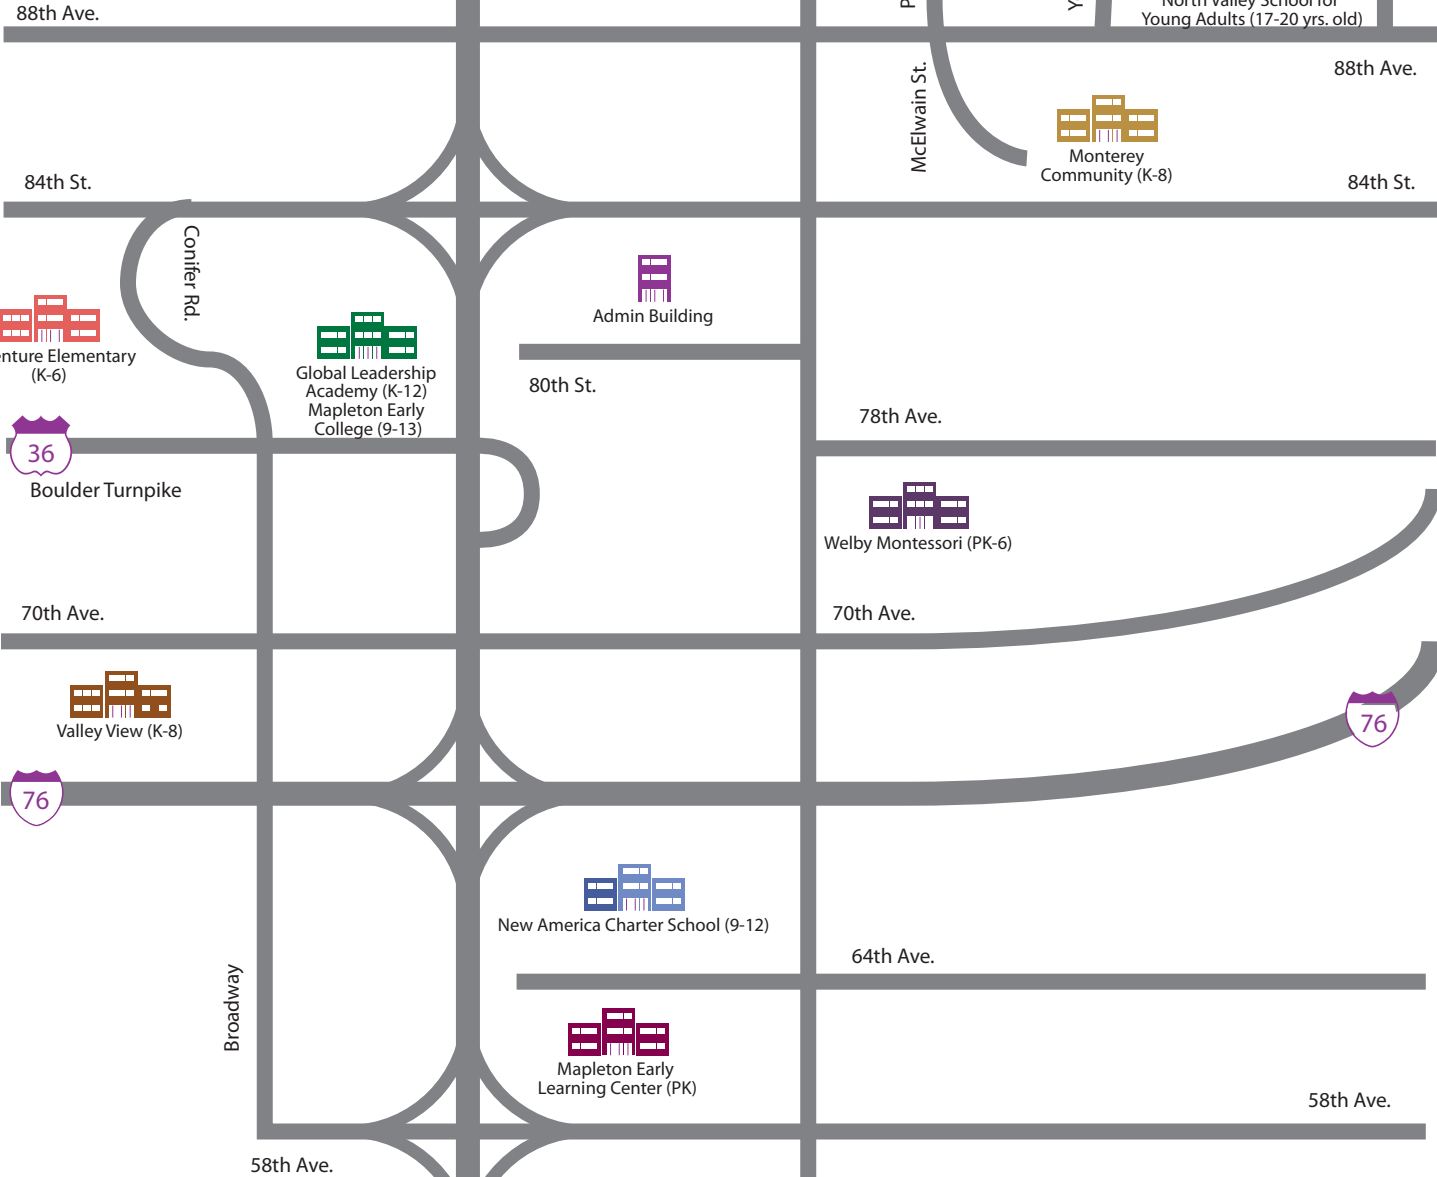 88th Ave.
North Valley School for
Young Adults (17-20 yrs. old)
88th Ave.
McElwain St.
Monterey
Community (K-8)
84th St.
84th St.
Conifer Rd.
Admin Building
enture Elementary
(K-6)
Global Leadership
Academy (K-12)
Mapleton Early
College (9-13)
80th St.
78th Ave.
36
Boulder Turnpike
Welby Montessori (PK-6)
70th Ave.
70th Ave.
Valley View (K-8)
76
76
New America Charter School (9-12)
64th Ave.
Broadway
Mapleton Early
Learning Center (PK)
58th Ave.
58th Ave.